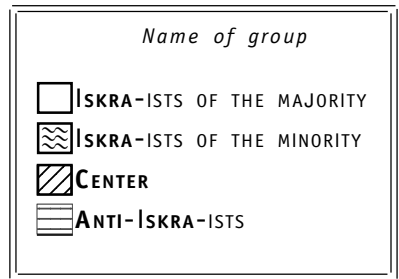 Name of group
ISKRA-ISTS OF THE MAJORITY
ISKRA-ISTS OF THE MINORITY
CENTER
ANTI-ISKRA-ISTS